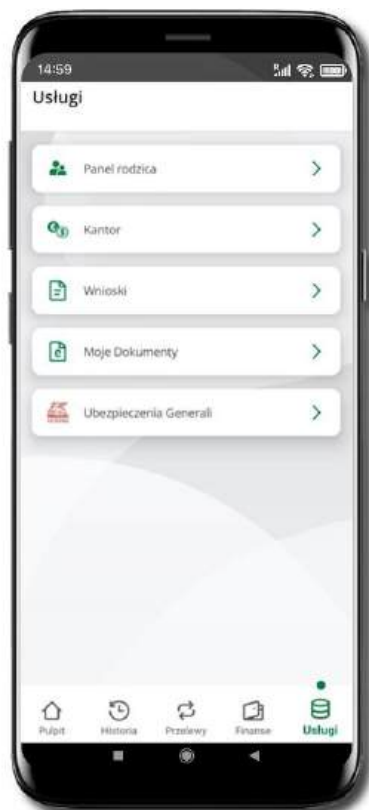 14:59
Usługi
Panel rodzica
Kantor
Wnioski
Moje Dokumenty
Ubezpieczenia Generali
Pulpit Historia Przelewy Finanse Usługi